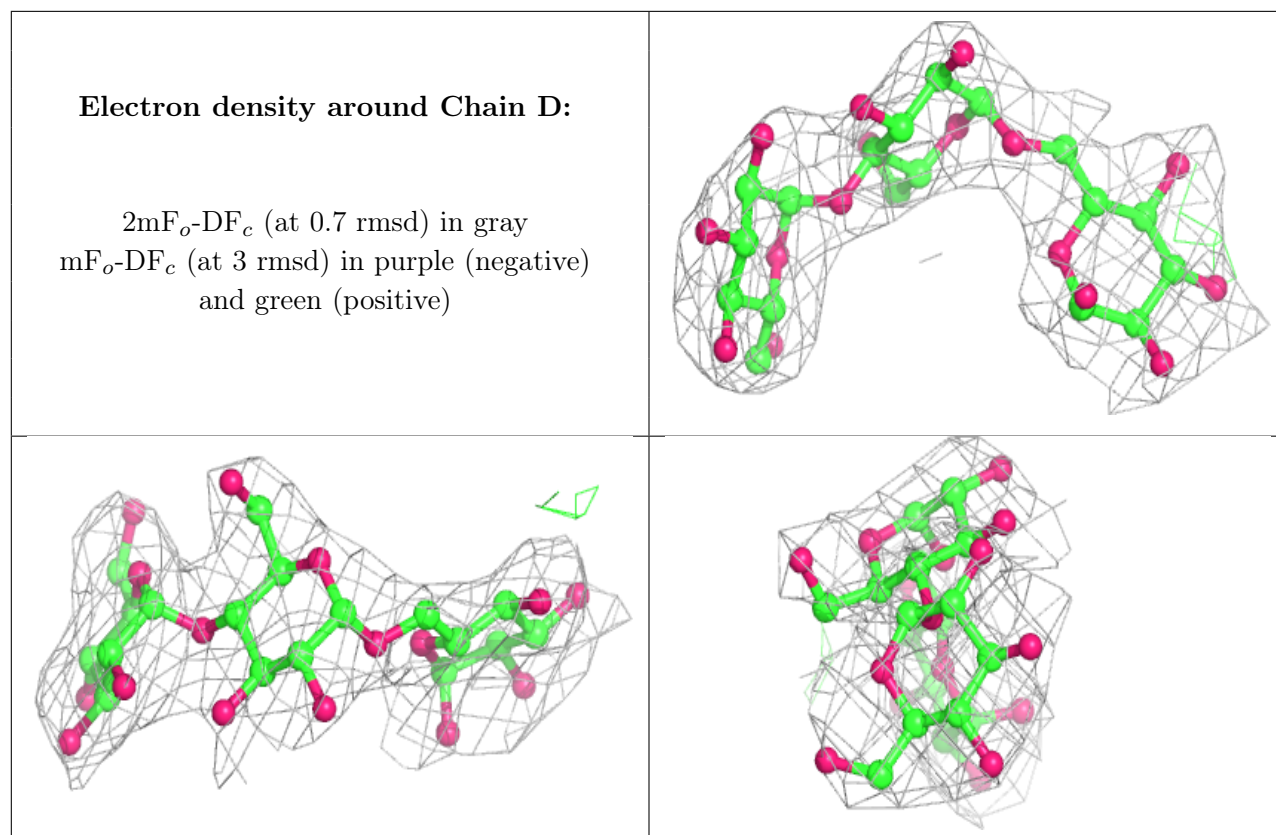 Electron density around Chain D:
2mFₒ-DF𝒸 (at 0.7 rmsd) in gray
mFₒ-DF𝒸 (at 3 rmsd) in purple (negative)
and green (positive)